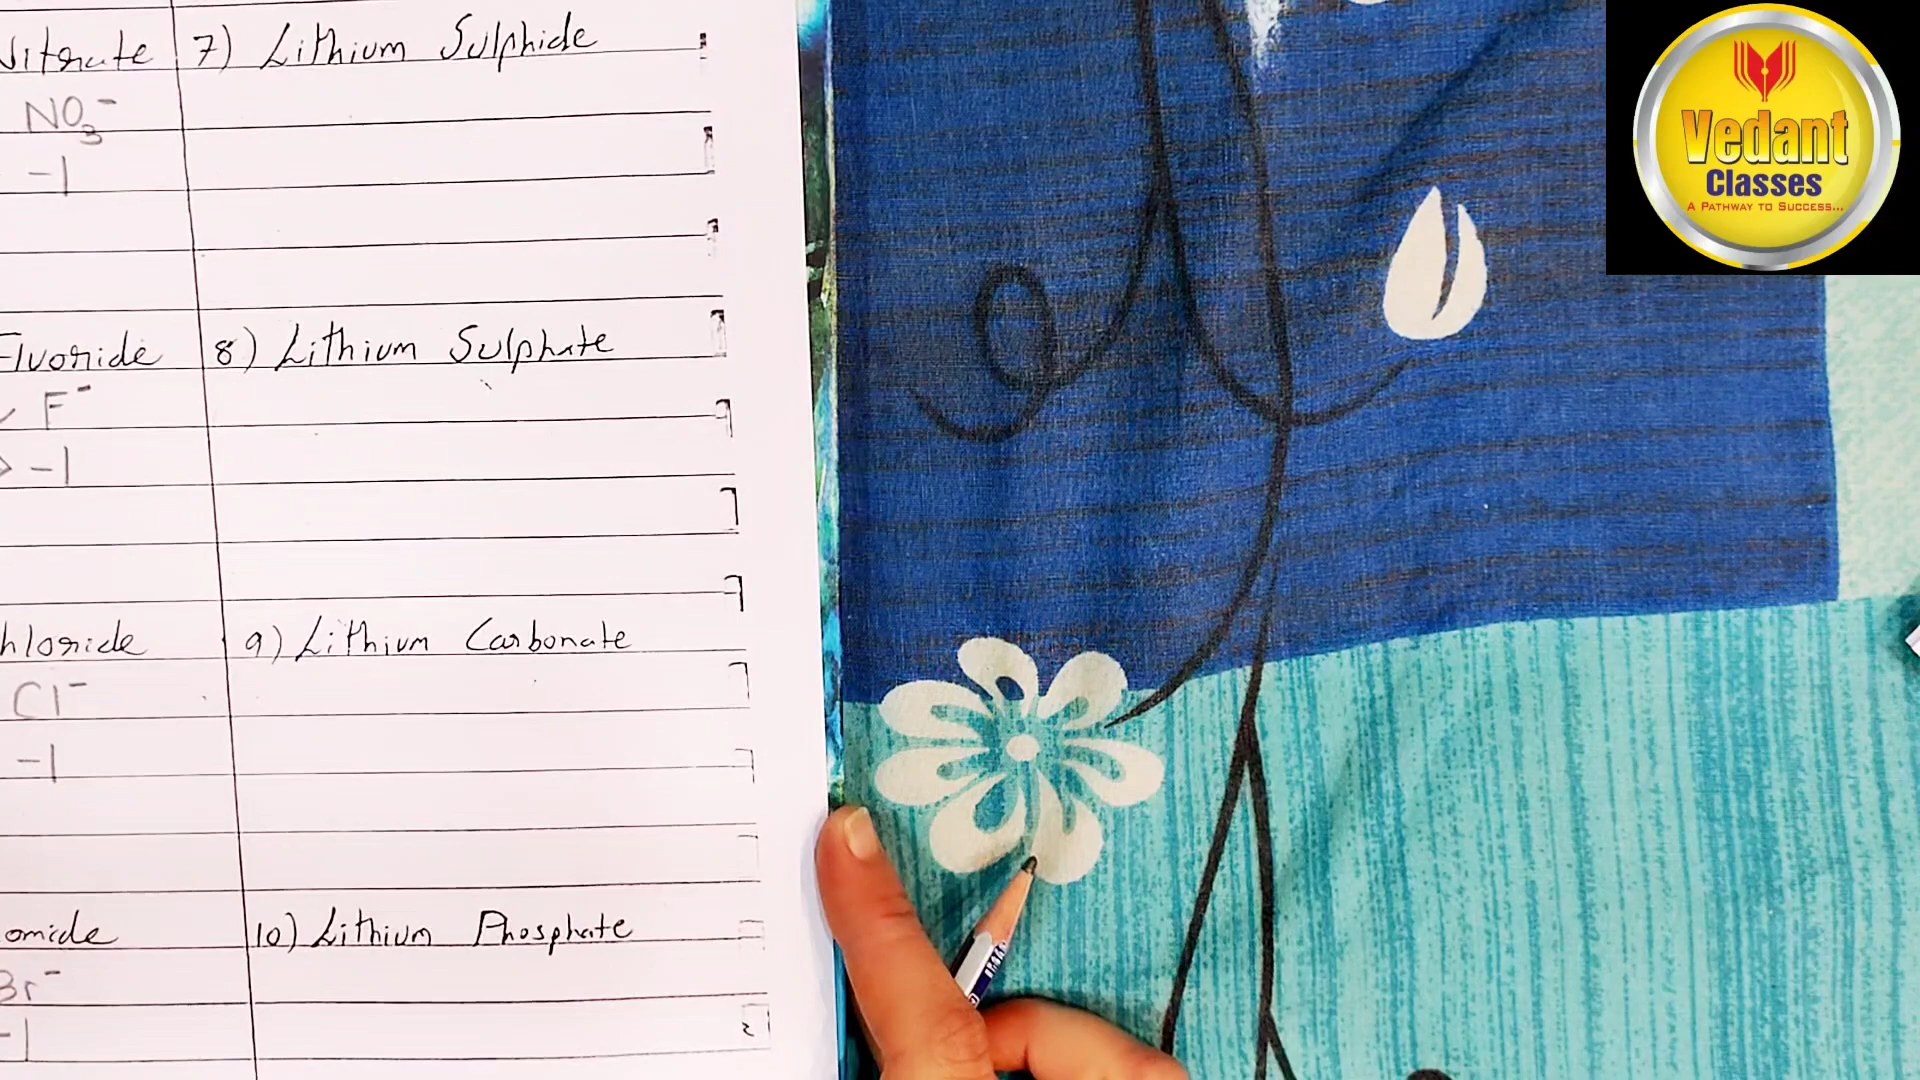 Nitrate
NO3-
-1
Fluoride
F-
-1
hloride
Cl-
-1
omide
Br-
-1
7) Lithium Sulphide
8) Lithium Sulphate
9) Lithium Carbonate
10) Lithium Phosphate
Vedant
Classes
A Pathway to Success...